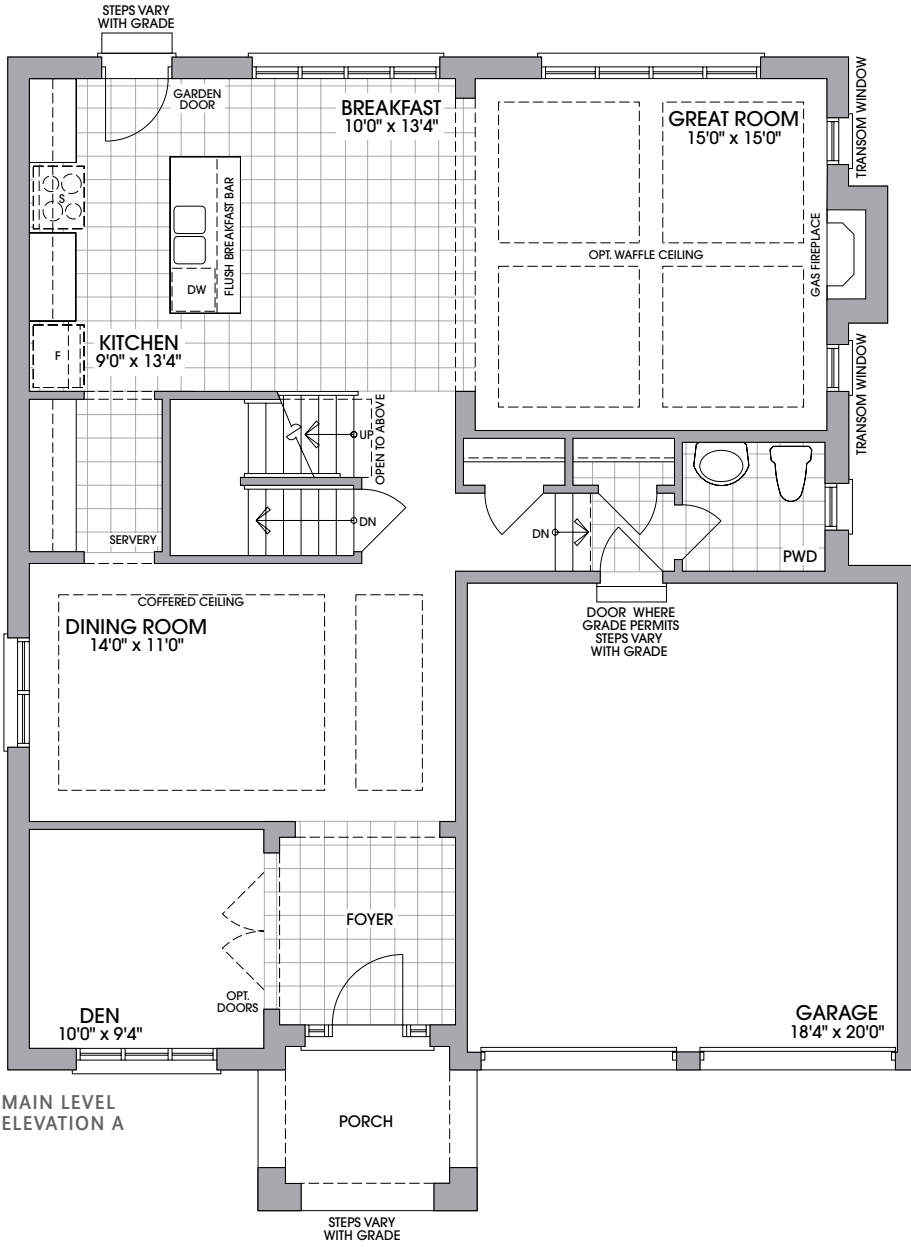 STEPS VARY
WITH GRADE
GARDEN
DOOR
BREAKFAST
10'0" x 13'4"
GREAT ROOM
15'0" x 15'0"
TRANSOM WINDOW
S
FLUSH BREAKFAST BAR
DW
OPT. WAFFLE CEILING
GAS FIREPLACE
F
KITCHEN
9'0" x 13'4"
TRANSOM WINDOW
UP
OPEN TO ABOVE
DN
SERVERY
DN
PWD
COFFERED CEILING
DINING ROOM
14'0" x 11'0"
DOOR WHERE
GRADE PERMITS
STEPS VARY
WITH GRADE
FOYER
OPT.
DOORS
DEN
10'0" x 9'4"
GARAGE
18'4" x 20'0"
MAIN LEVEL
ELEVATION A
PORCH
STEPS VARY
WITH GRADE